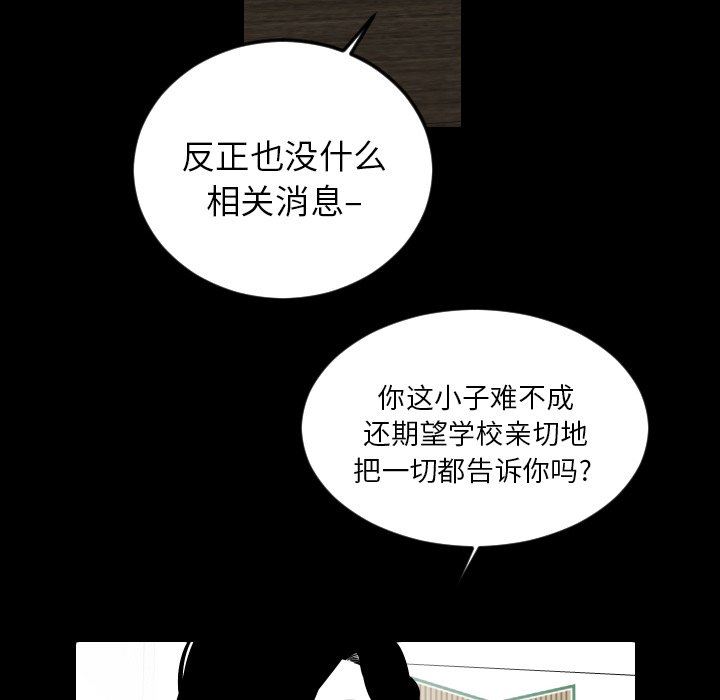 反正也没什么
相关消息–
你这小子难不成
还期望学校亲切地
把一切都告诉你吗?